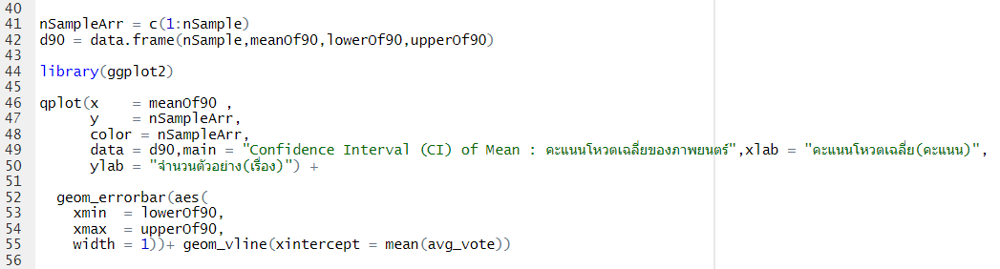 40
41 nSampleArr = c(1:nSample)
42 d90 = data.frame(nSample,meanOf90,lowerOf90,upperOf90)
43
44 library(ggplot2)
45
46 qplot(x    = meanOf90 ,
47       y    = nSampleArr,
48       color = nSampleArr,
49       data = d90,main = "Confidence Interval (CI) of Mean : คะแนนโหวตเฉลี่ยของภาพยนตร์",xlab = "คะแนนโหวตเฉลี่ย(คะแนน)",
50       ylab = "จำนวนตัวอย่าง(เรื่อง)") +
51
52   geom_errorbar(aes(
53     xmin  = lowerOf90,
54     xmax  = upperOf90,
55     width = 1))+ geom_vline(xintercept = mean(avg_vote))
56